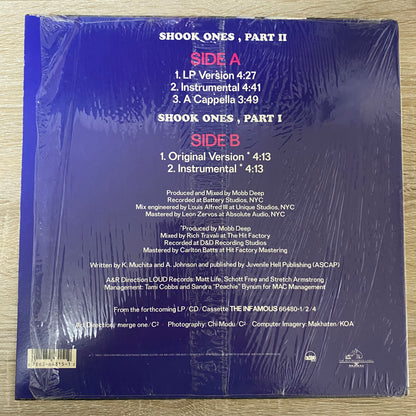 SHOOK ONES , PART II
SIDE A
1. LP Version 4:27
2. Instrumental 4:41
3. A Cappella 3:49
SHOOK ONES , PART I
SIDE B
1. Original Version * 4:13
2. Instrumental * 4:13
Produced and Mixed by Mobb Deep
Recorded at Battery Studios, NYC
Mix engineered by Louis Alfred III at Unique Studios, NYC
Mastered by Leon Zervos at Absolute Audio, NYC
*Produced by Mobb Deep
Mixed by Rich Travali at The Hit Factory
Recorded at D&D Recording Studios
Mastered by Carlton Batts at Hit Factory Mastering
Written by K. Muchita and A. Johnson and published by Juvenile Hell Publishing (ASCAP)
A&R Direction LOUD Records: Matt Life, Schott Free and Stretch Armstrong
Management: Tami Cobbs and Sandra "Peachie" Bynum for MAC Management
From the forthcoming LP / CD/ Cassette THE INFAMOUS 66480-1 / 2 / 4
Art Direction: merge one / C² Photography: Chi Modu / C² Computer Imagery: Makhaten/KOA